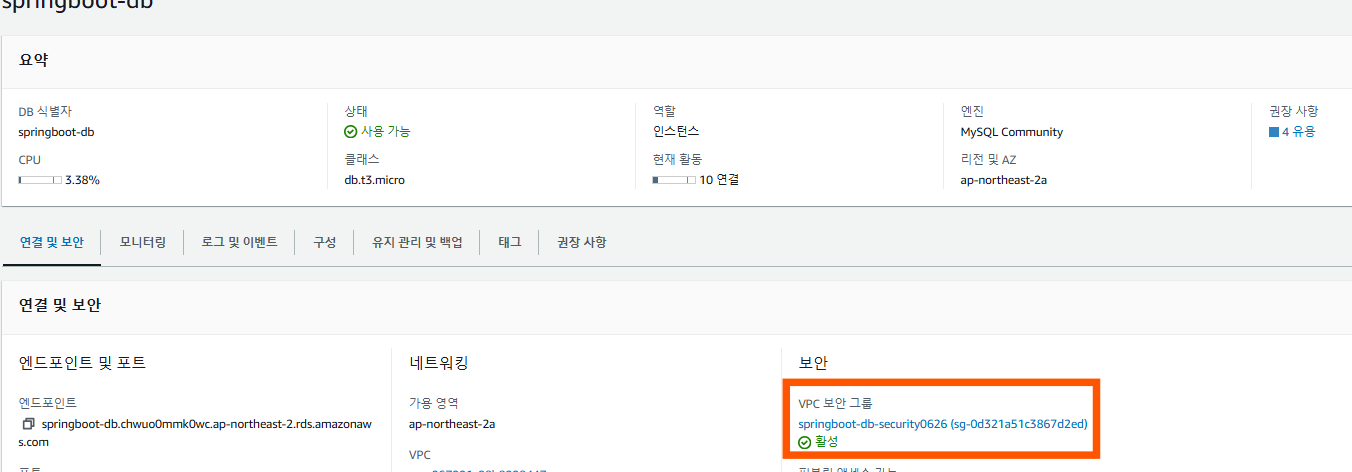 springboot-db
요약
DB 식별자
springboot-db
CPU
3.38%
상태
사용 가능
클래스
db.t3.micro
역할
인스턴스
현재 활동
10 연결
엔진
MySQL Community
리전 및 AZ
ap-northeast-2a
권장 사항
4 유용
연결 및 보안 모니터링 로그 및 이벤트 구성 유지 관리 및 백업 태그 권장 사항
연결 및 보안
엔드포인트 및 포트
엔드포인트
springboot-db.chwuo0mmk0wc.ap-northeast-2.rds.amazonaw
s.com
네트워킹
가용 영역
ap-northeast-2a
VPC
보안
VPC 보안 그룹
springboot-db-security0626 (sg-0d321a51c3867d2ed)
활성